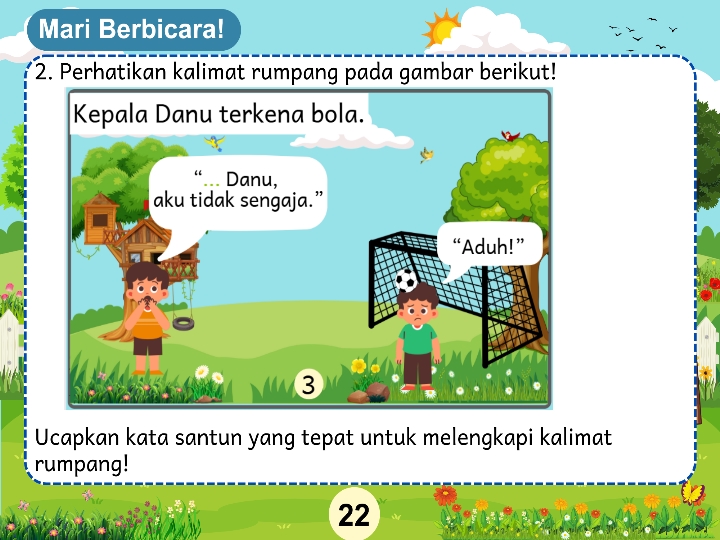 Mari Berbicara!
2. Perhatikan kalimat rumpang pada gambar berikut!
Kepala Danu terkena bola.
“... Danu,
aku tidak sengaja.”
“Aduh!”
3
Ucapkan kata santun yang tepat untuk melengkapi kalimat
rumpang!
22